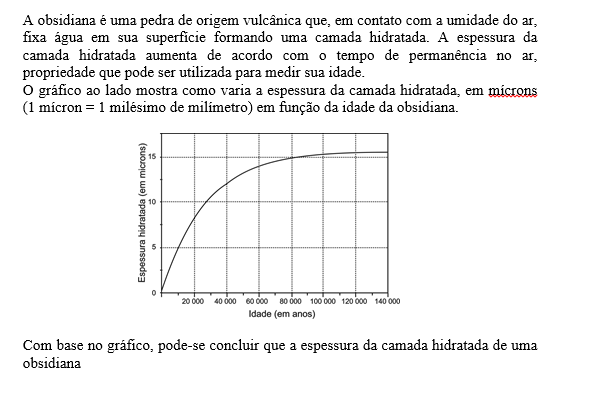 A obsidiana é uma pedra de origem vulcânica que, em contato com a umidade do ar,
fixa água em sua superfície formando uma camada hidratada. A espessura da
camada hidratada aumenta de acordo com o tempo de permanência no ar,
propriedade que pode ser utilizada para medir sua idade.
O gráfico ao lado mostra como varia a espessura da camada hidratada, em mícrons
(1 mícron = 1 milésimo de milímetro) em função da idade da obsidiana.
Espessura hidratada (em mícrons)
15
10
5
0
20 000 40 000 60 000 80 000 100 000 120 000 140 000
Idade (em anos)
Com base no gráfico, pode-se concluir que a espessura da camada hidratada de uma
obsidiana